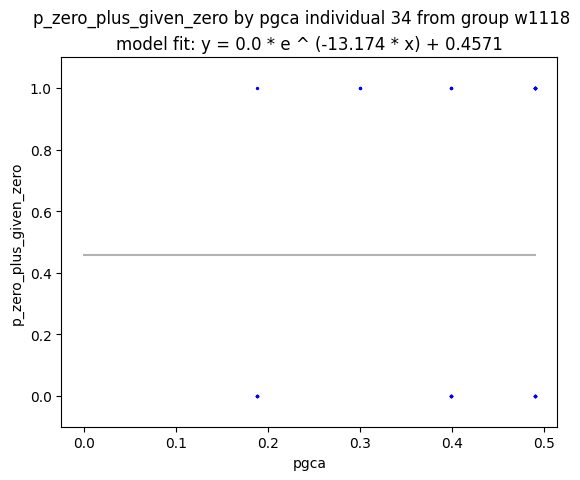 p_zero_plus_given_zero by pgca individual 34 from group w1118
model fit: y = 0.0 * e ^ (-13.174 * x) + 0.4571
1.0
0.8
0.6
0.4
0.2
0.0
p_zero_plus_given_zero
0.0 0.1 0.2 0.3 0.4 0.5
pgca